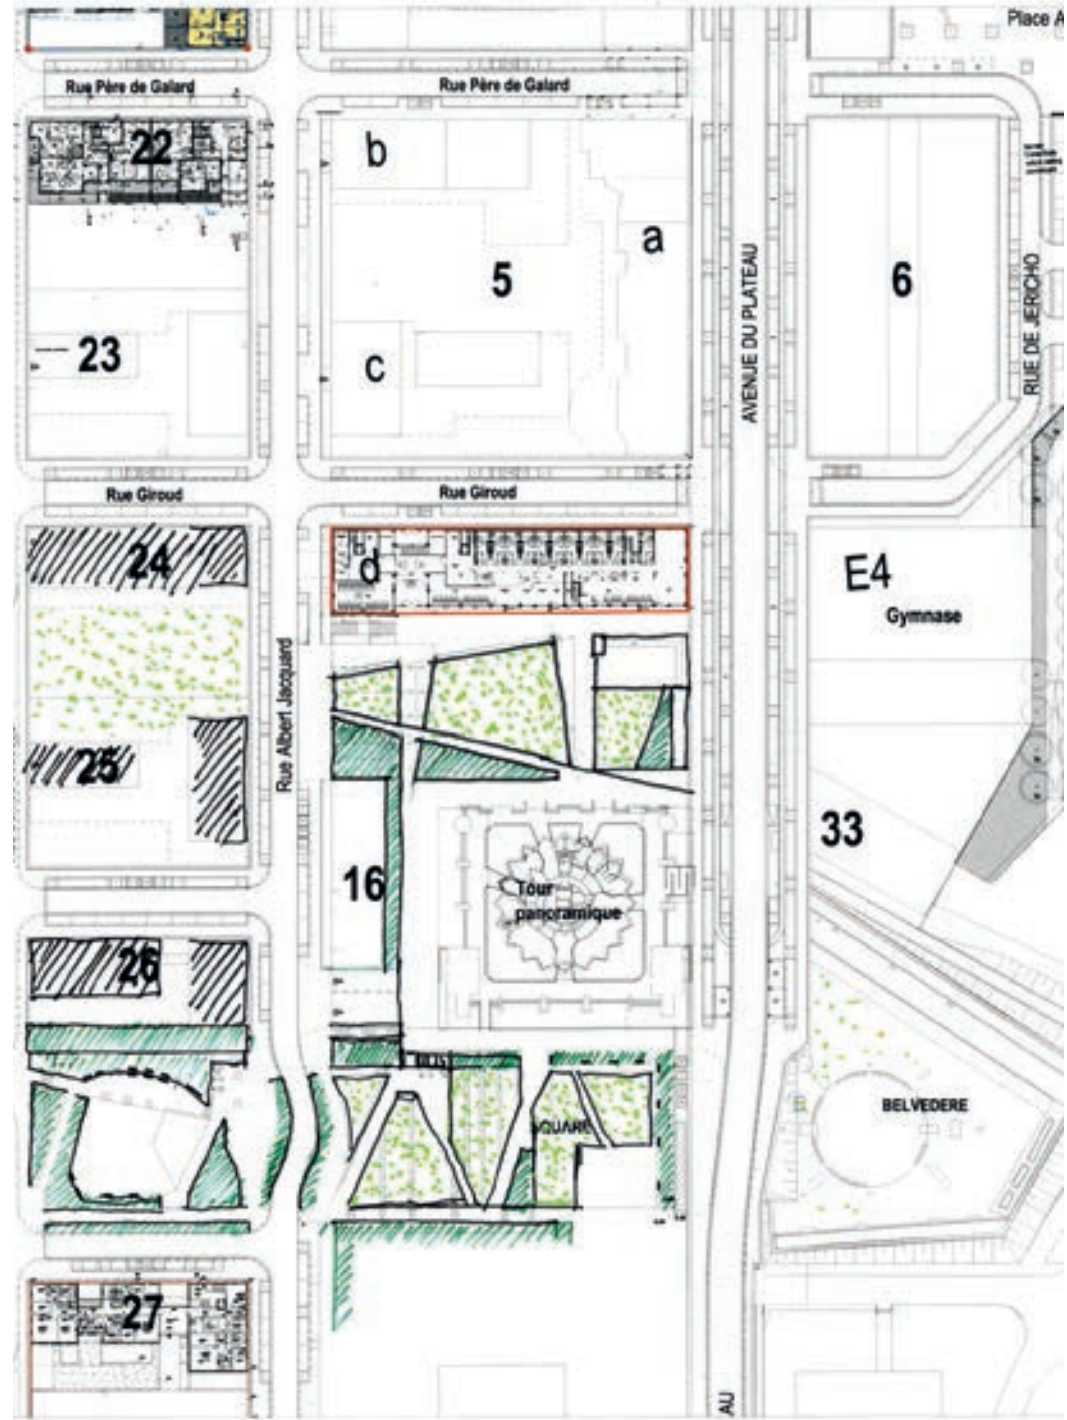 Place A
Rue Père de Galard
Rue Père de Galard
22
b
a
5
6
AVENUE DU PLATEAU
RUE DE JERICHO
23
c
Rue Giroud
Rue Giroud
24
d
E4
Gymnase
Rue Albert Jacquard
25
33
16
Tour
panoramique
26
BELVEDERE
QUARE
27
AU